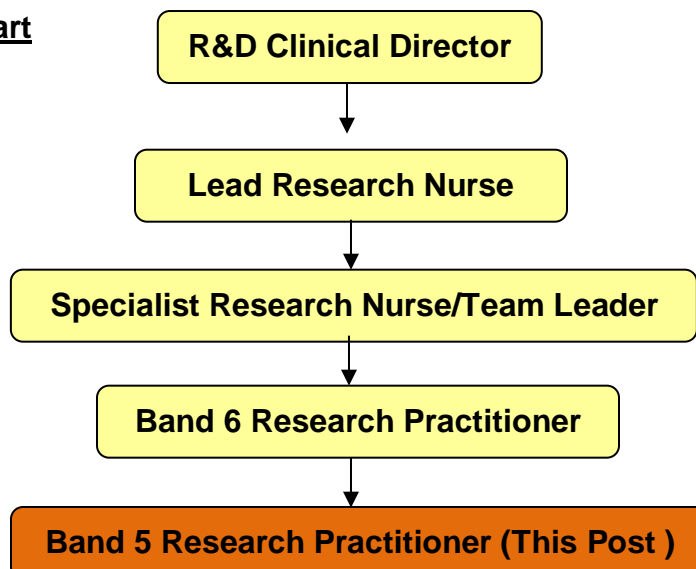 art
R&D Clinical Director
Lead Research Nurse
Specialist Research Nurse/Team Leader
Band 6 Research Practitioner
Band 5 Research Practitioner (This Post )